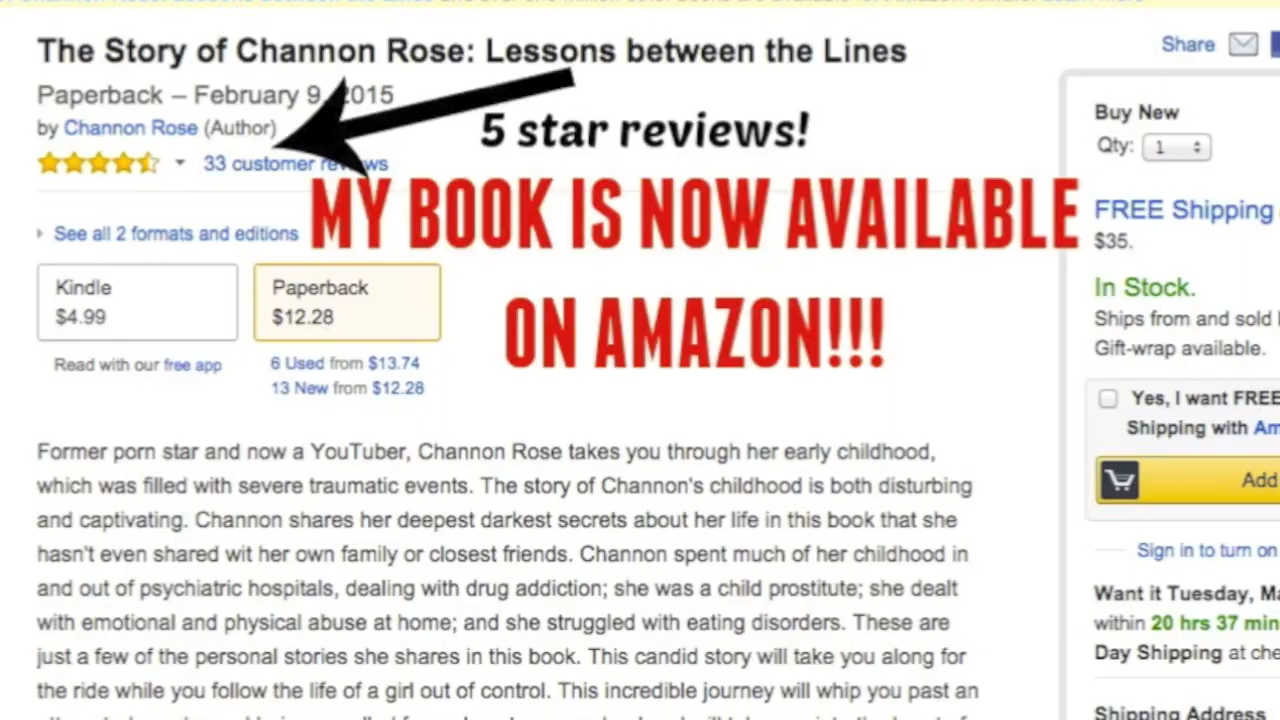 The Story of Channon Rose: Lessons between the Lines
Paperback – February 9, 2015
by Channon Rose (Author)
5 star reviews!
33 customer reviews
MY BOOK IS NOW AVAILABLE
ON AMAZON!!!
See all 2 formats and editions
Kindle
$4.99
Read with our free app
Paperback
$12.28
6 Used from $13.74
13 New from $12.28
Former porn star and now a YouTuber, Channon Rose takes you through her early childhood,
which was filled with severe traumatic events. The story of Channon's childhood is both disturbing
and captivating. Channon shares her deepest darkest secrets about her life in this book that she
hasn't even shared wit her own family or closest friends. Channon spent much of her childhood in
and out of psychiatric hospitals, dealing with drug addiction; she was a child prostitute; she dealt
with emotional and physical abuse at home; and she struggled with eating disorders. These are
just a few of the personal stories she shares in this book. This candid story will take you along for
the ride while you follow the life of a girl out of control. This incredible journey will whip you past an
Share
Buy New
Qty: 1
FREE Shipping
$35.
In Stock.
Ships from and sold
Gift-wrap available.
Yes, I want FREE
Shipping with Am
Add
Sign in to turn on
Want it Tuesday, Ma
within 20 hrs 37 min
Day Shipping at che
Shipping Address